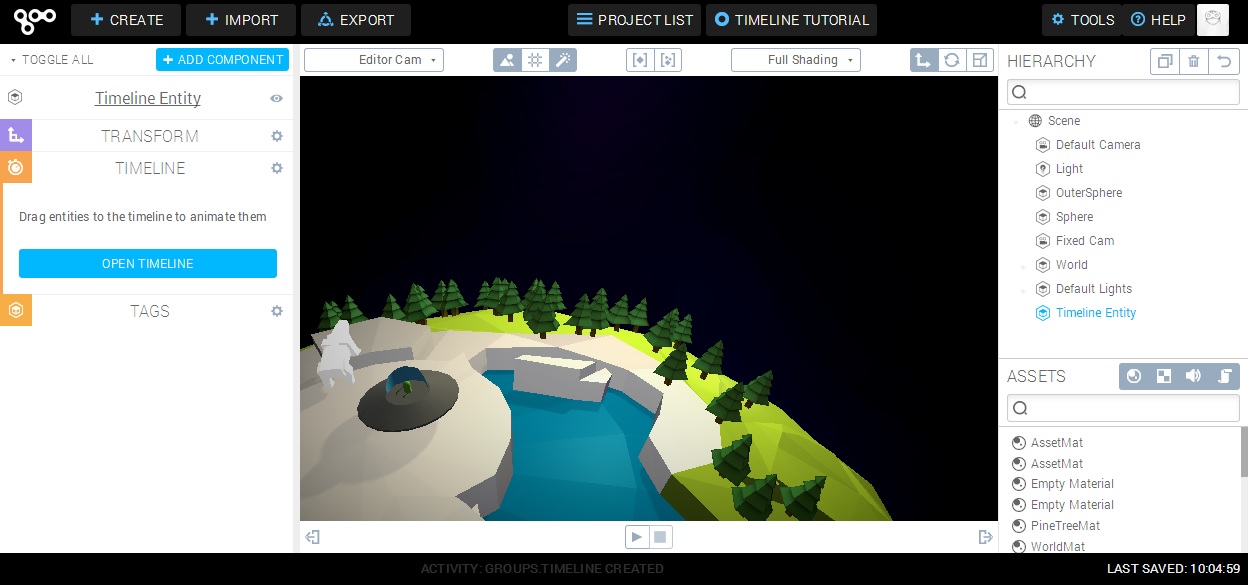 goo
CREATE
IMPORT
EXPORT
PROJECT LIST
TIMELINE TUTORIAL
TOOLS
HELP
TOGGLE ALL
ADD COMPONENT
Timeline Entity
TRANSFORM
TIMELINE
Drag entities to the timeline to animate them
OPEN TIMELINE
TAGS
Editor Cam
Full Shading
HIERARCHY
Scene
Default Camera
Light
OuterSphere
Sphere
Fixed Cam
World
Default Lights
Timeline Entity
ASSETS
AssetMat
AssetMat
Empty Material
Empty Material
PineTreeMat
WorldMat
ACTIVITY: GROUPS.TIMELINE CREATED
LAST SAVED: 10:04:59